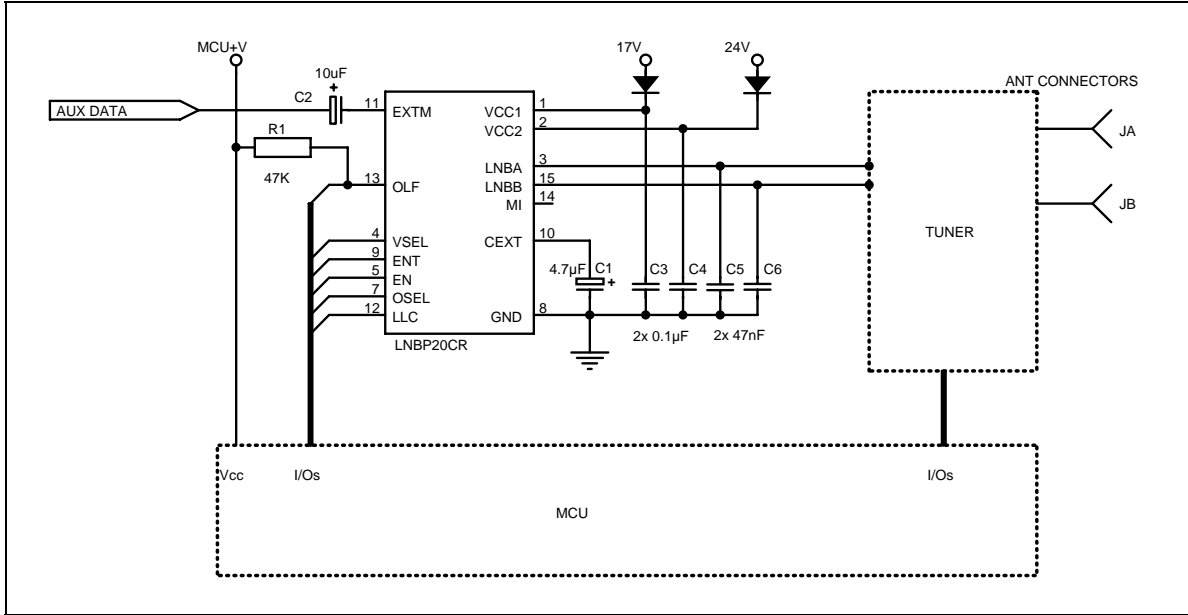 MCU+V
17V
24V
10uF
+
ANT CONNECTORS
C2
AUX DATA
11
EXTM
VCC1
1
VCC2
2
JA
R1
47K
LNBA
3
13
OLF
LNBB
15
MI
14
JB
TUNER
4
VSEL
CEXT
10
9
ENT
5
EN
4.7µF
C1
+
C3
C4
C5
C6
7
OSEL
12
LLC
GND
8
2x 0.1µF
2x 47nF
LNBP20CR
Vcc
I/Os
I/Os
MCU